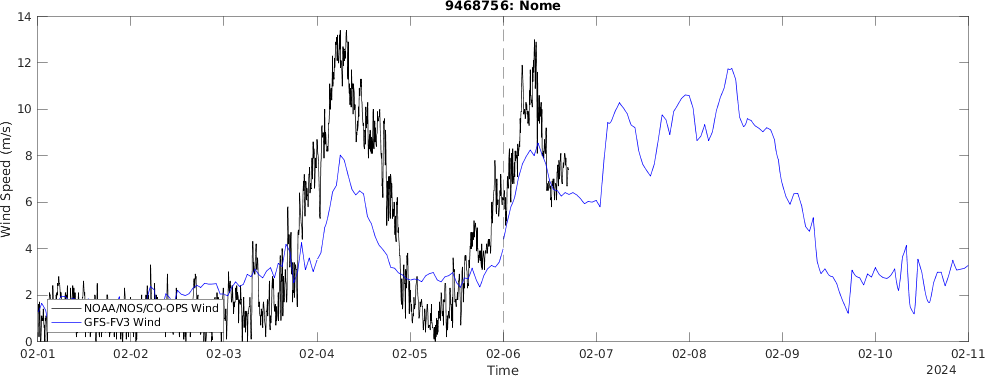 9468756: Nome
14
12
10
8
6
4
2
0
Wind Speed (m/s)
NOAA/NOS/CO-OPS Wind
GFS-FV3 Wind
02-01 02-02 02-03 02-04 02-05 02-06 02-07 02-08 02-09 02-10 02-11
Time
2024